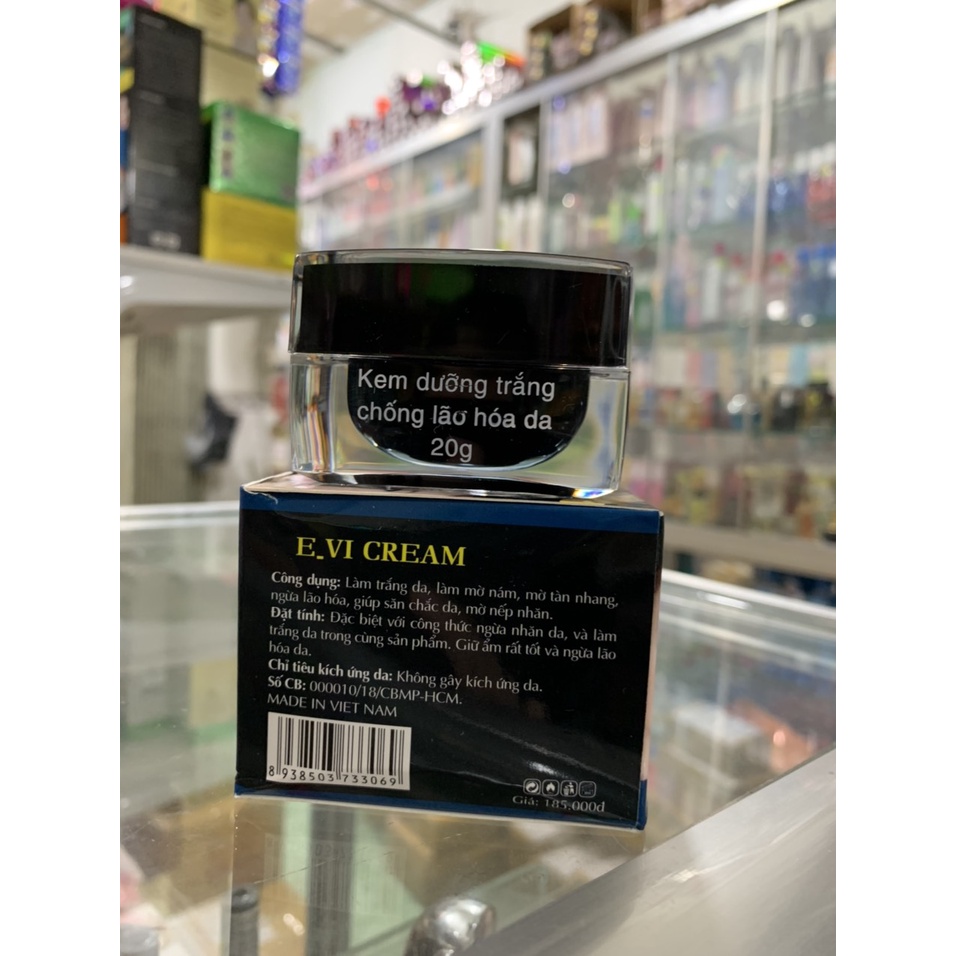 Kem dưỡng trắng
chống lão hóa da
20g
E_VI CREAM
Công dụng: Làm trắng da, làm mờ nám, mờ tàn nhang,
ngừa lão hóa, giúp săn chắc da, mờ nếp nhăn.
Đặt tính: Đặc biệt với công thức ngừa nhăn da, và làm
trắng da trong cùng sản phẩm. Giữ ẩm rất tốt và ngừa lão
hóa da.
Chỉ tiêu kích ứng da: Không gây kích ứng da.
Số CB: 000010/18/CBMP-HCM.
MADE IN VIET NAM
8 938503 733069
Giá: 185.000đ